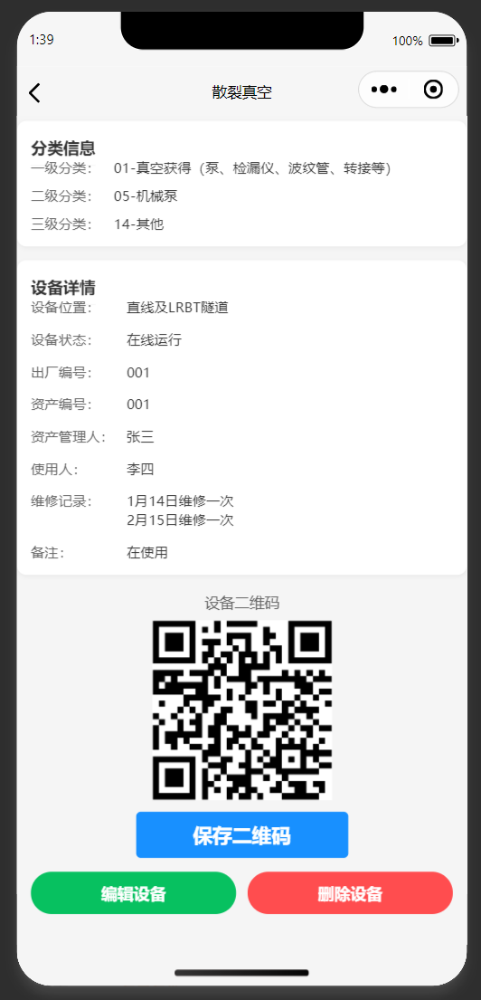 1:39
100%
散裂真空
分类信息
一级分类： 01-真空获得（泵、检漏仪、波纹管、转接等）
二级分类： 05-机械泵
三级分类： 14-其他
设备详情
设备位置： 直线及LRBT隧道
设备状态： 在线运行
出厂编号： 001
资产编号： 001
资产管理人： 张三
使用人： 李四
维修记录： 1月14日维修一次
2月15日维修一次
备注： 在使用
设备二维码
保存二维码
编辑设备
删除设备